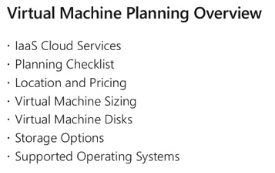 Virtual Machine Planning Overview
· IaaS Cloud Services
· Planning Checklist
· Location and Pricing
· Virtual Machine Sizing
· Virtual Machine Disks
· Storage Options
· Supported Operating Systems